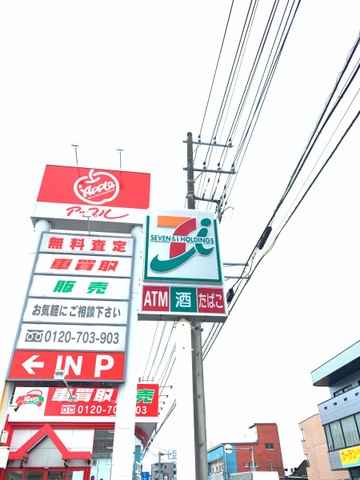 Apple
アップル
無料査定
車買取
販売
お気軽にご相談下さい
0120-703-903
← IN P
SEVEN & i HOLDINGS
ATM 酒 たばこ
車買取 販売
0120-703-903